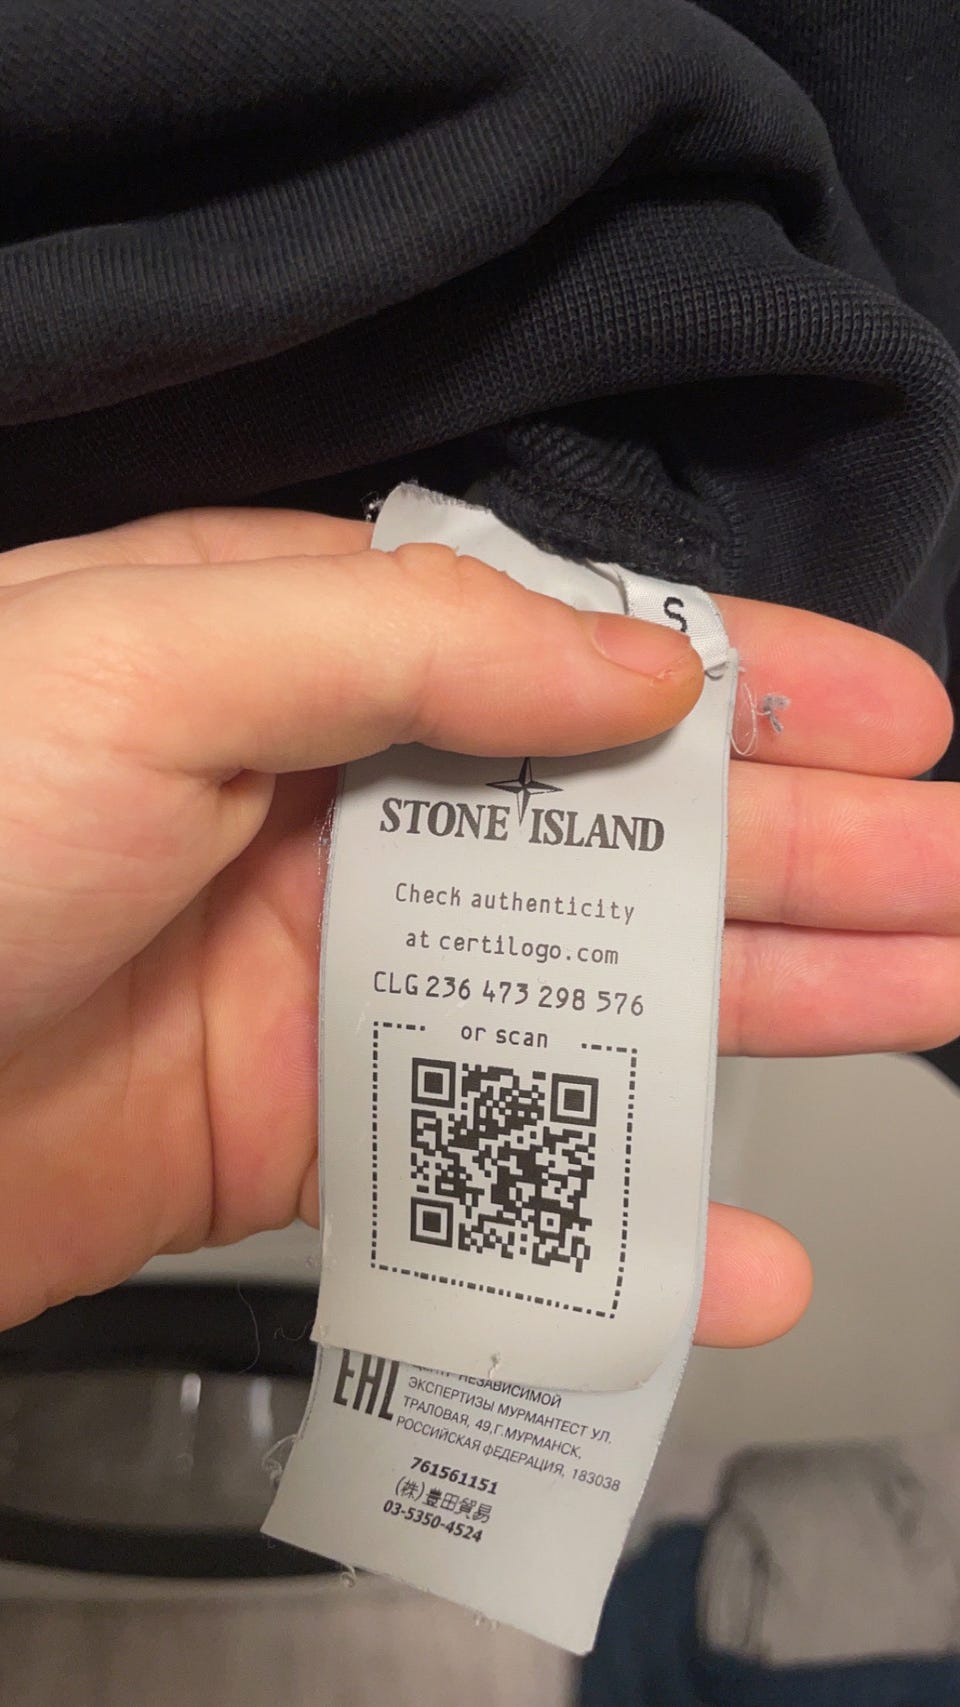 S
STONE ISLAND
Check authenticity
at certilogo.com
CLG 236 473 298 576
or scan
EAC
НЕЗАВИСИМОЙ
ЭКСПЕРТИЗЫ МУРМАНТЕСТ УЛ.
ТРАЛОВАЯ, 49,Г.МУРМАНСК,
РОССИЙСКАЯ ФЕДЕРАЦИЯ, 183038
761561151
(株)豊田貿易
03-5350-4524